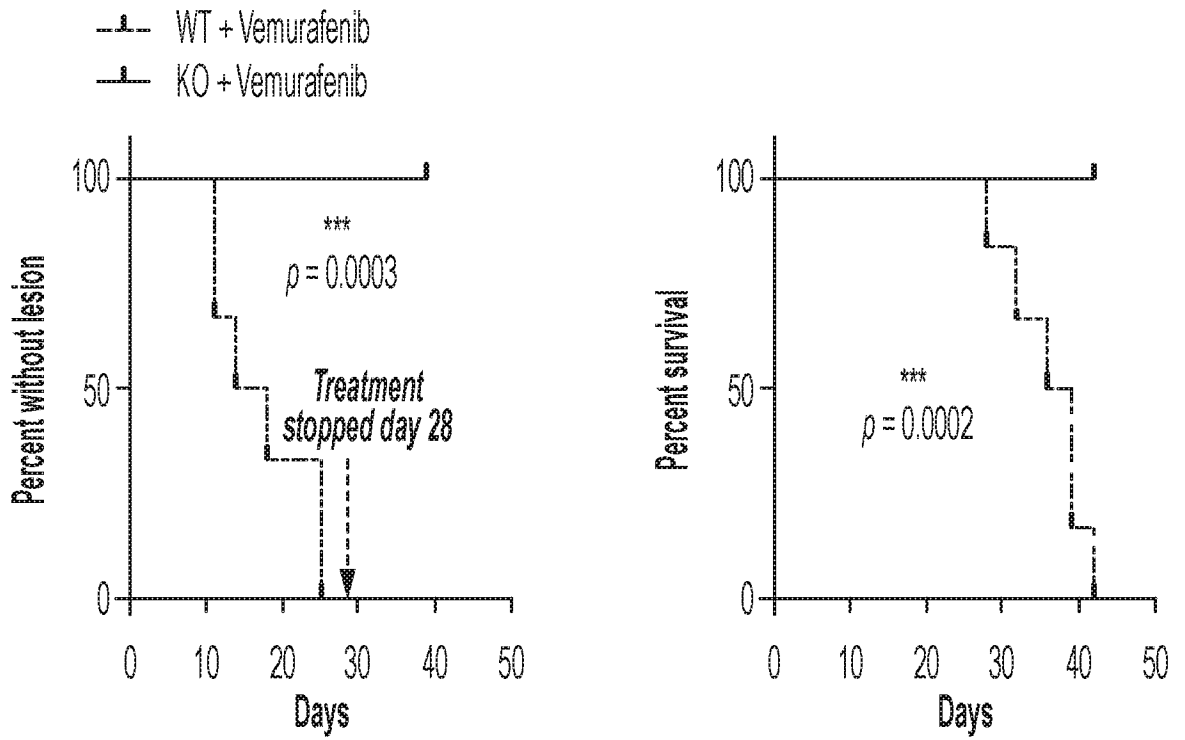 WT + Vemurafenib
KO + Vemurafenib
Percent without lesion
100
50
0
***
p = 0.0003
Treatment
stopped day 28
0 10 20 30 40 50
Days
Percent survival
100
50
0
***
p = 0.0002
0 10 20 30 40 50
Days